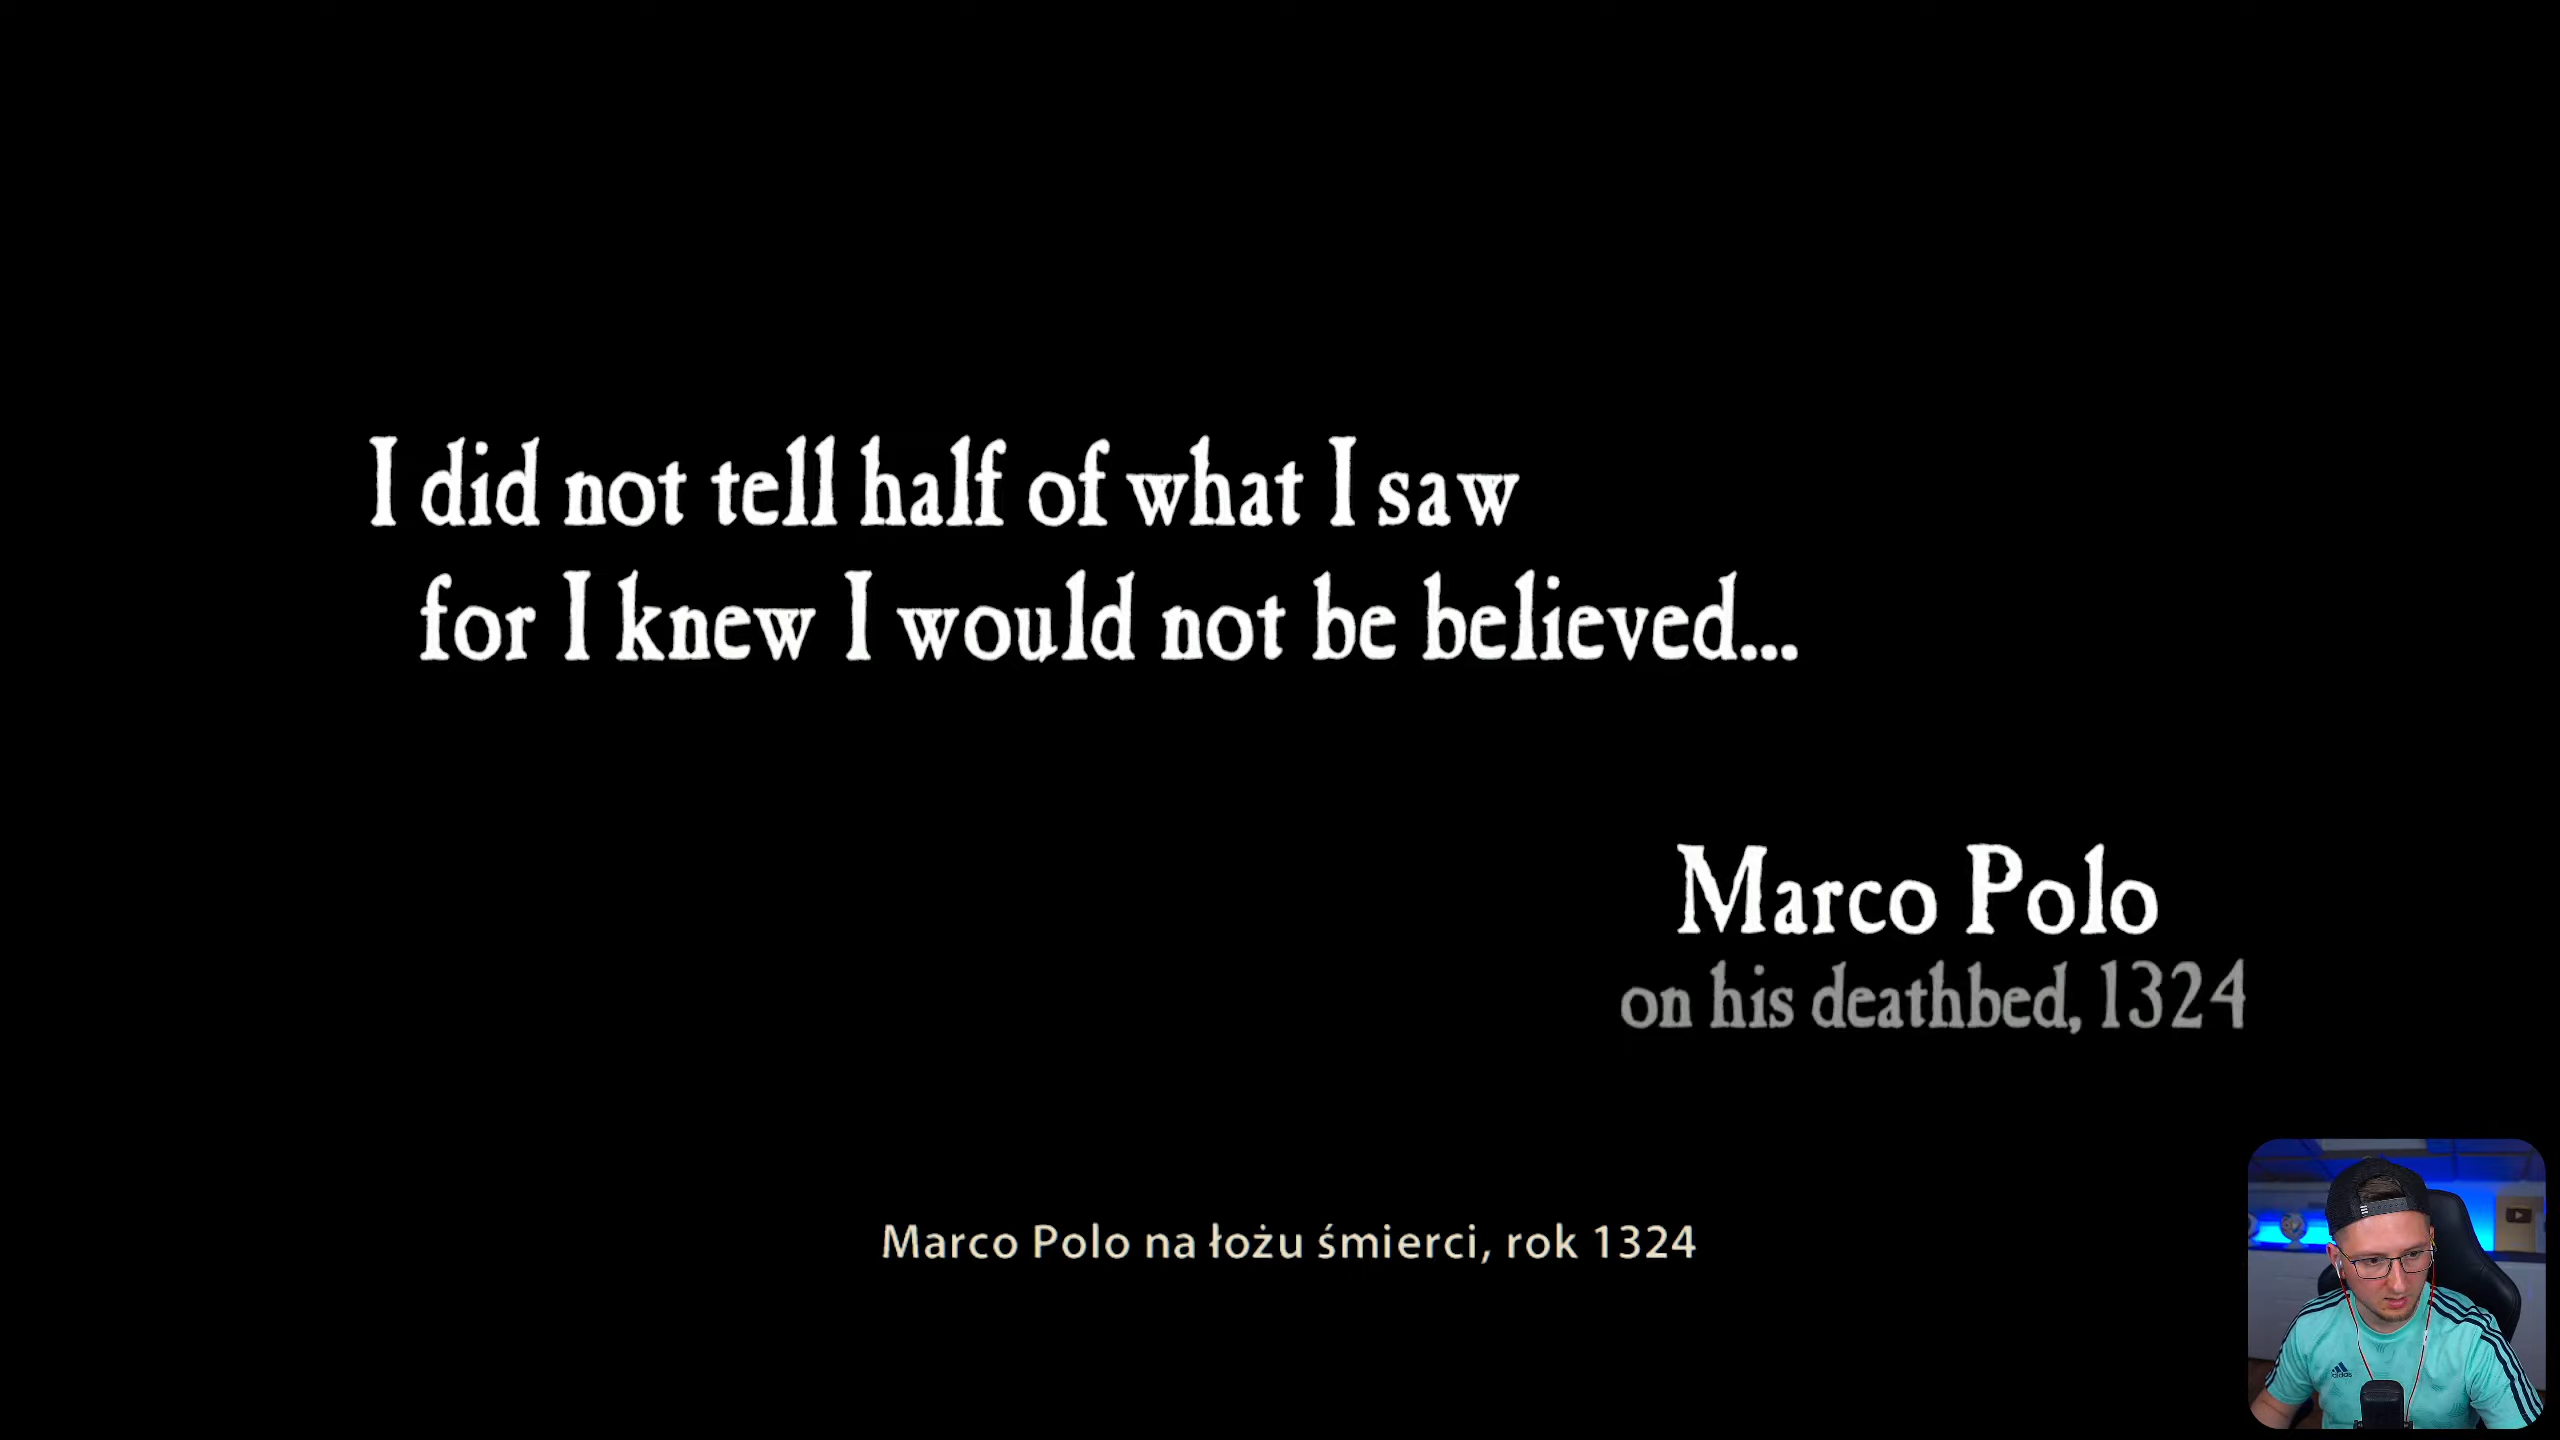 I did not tell half of what I saw
for I knew I would not be believed...
Marco Polo
on his deathbed, 1324
Marco Polo na łożu śmierci, rok 1324
adidas